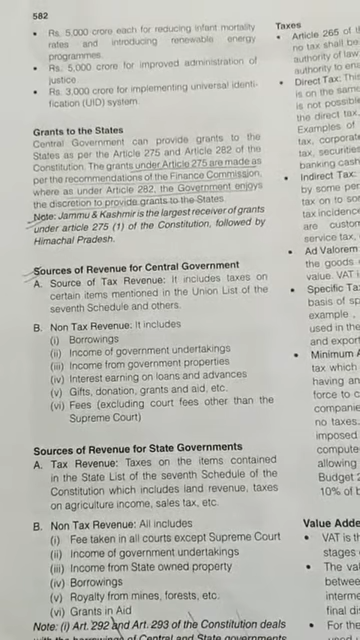 582
• Rs. 5,000 crore each for reducing infant mortality
rates and introducing renewable energy
programmes.
• Rs. 5,000 crore for improved administration of
justice.
• Rs. 3,000 crore for implementing universal identi-
fication (UID) system.
Grants to the States
Central Government can provide grants to the
States as per the Article 275 and Article 282 of the
Constitution. The grants under Article 275 are made as
per the recommendations of the Finance Commission,
where as under Article 282, the Government enjoys
the discretion to provide grants to the States.
Note: Jammu & Kashmir is the largest receiver of grants
under article 275 (1) of the Constitution, followed by
Himachal Pradesh.
Sources of Revenue for Central Government
A. Source of Tax Revenue: It includes taxes on
certain items mentioned in the Union List of the
seventh Schedule and others.
B. Non Tax Revenue: It includes
(i) Borrowings
(ii) Income of government undertakings
(iii) Income from government properties
(iv) Interest earning on loans and advances
(v) Gifts, donation, grants and aid, etc.
(vi) Fees (excluding court fees other than the
Supreme Court)
Sources of Revenue for State Governments
A. Tax Revenue: Taxes on the items contained
in the State List of the seventh Schedule of the
Constitution which includes land revenue, taxes
on agriculture income, sales tax, etc.
B. Non Tax Revenue: All includes
(i) Fee taken in all courts except Supreme Court
(ii) Income of government undertakings
(iii) Income from State owned property
(iv) Borrowings
(v) Royalty from mines, forests, etc.
(vi) Grants in Aid
Note: (i) Art. 292 and Art. 293 of the Constitution deals
with the borrowings of Central and State governments
Taxes
• Article 265 of
no tax shall be
authority of law
authority to
• Direct Tax:
is on the same
is not possible
the direct tax,
Examples of
tax, corporate
tax, securities
banking cash
• Indirect Tax:
by some
tax on to
tax incidence
are custom
service tax,
• Ad Valorem
the goods
value. VAT
• Specific
basis of
example
used in the
and export
• Minimum
tax which
having
force to
companies
no taxes.
imposed
compute
allowing
Budget
10% of
Value
• VAT is
stages
• The
between
final
• For the